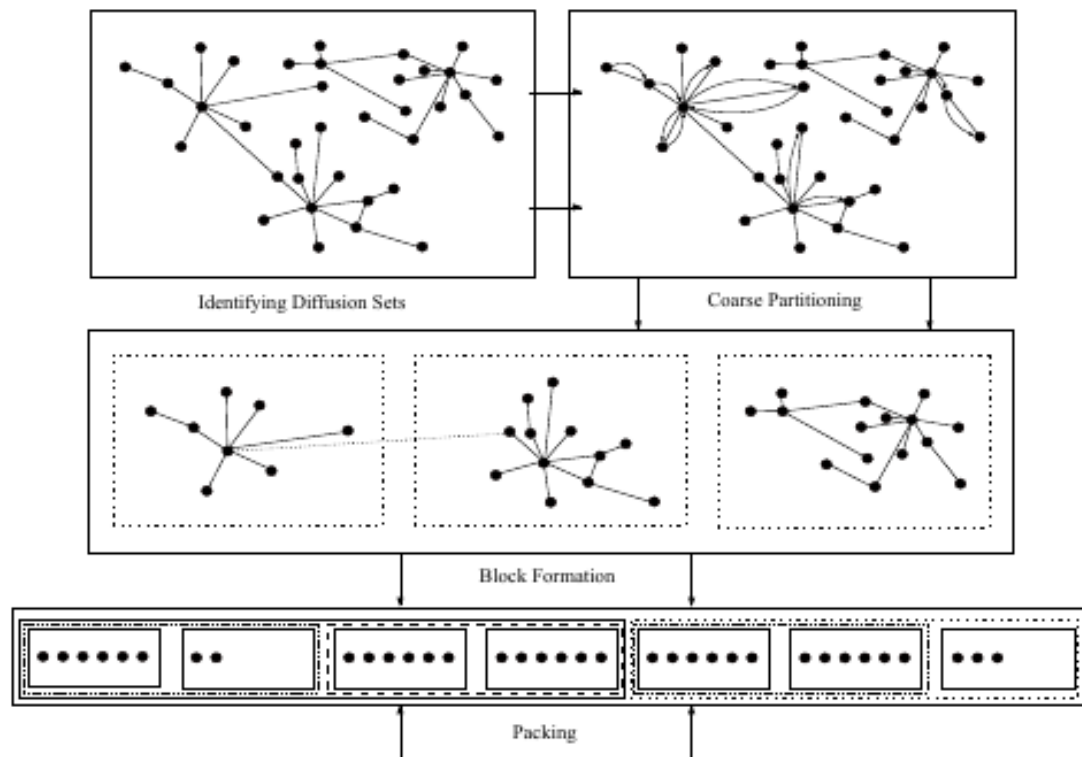 Identifying Diffusion Sets
Coarse Partitioning
Block Formation
Packing